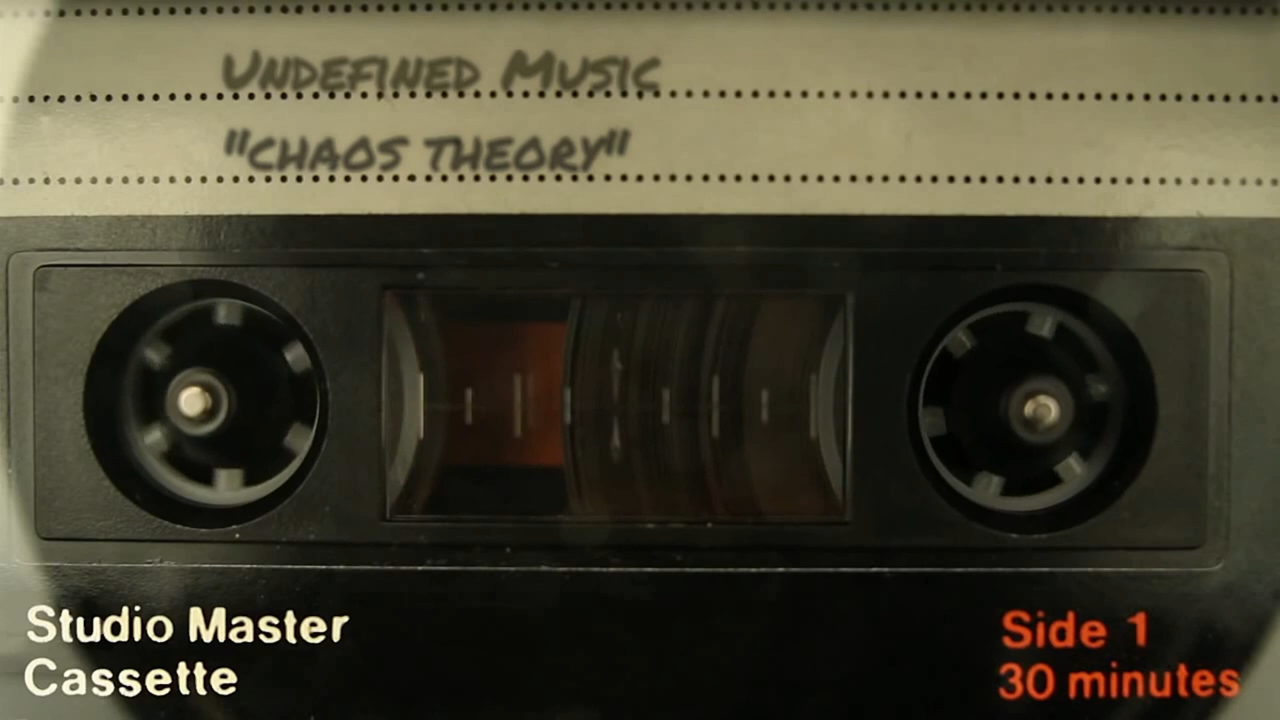 Undefined Music
"chaos theory"
Studio Master
Cassette
Side 1
30 minutes